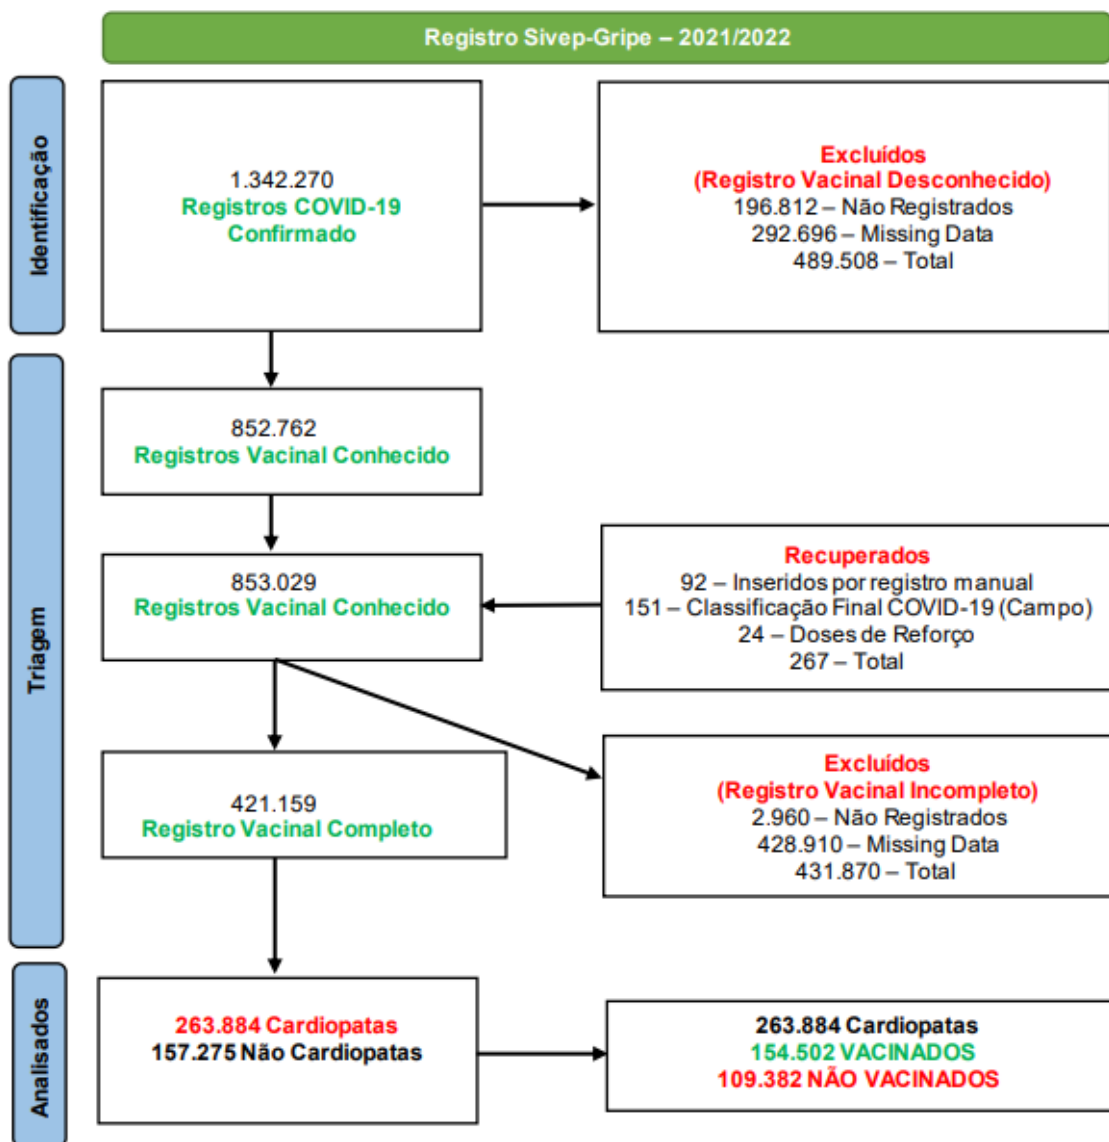 Registro Sivep-Gripe – 2021/2022
Identificação
1.342.270
Registros COVID-19
Confirmado
Excluídos
(Registro Vacinal Desconhecido)
196.812 – Não Registrados
292.696 – Missing Data
489.508 – Total
Triagem
852.762
Registros Vacinal Conhecido
853.029
Registros Vacinal Conhecido
Recuperados
92 – Inseridos por registro manual
151 – Classificação Final COVID-19 (Campo)
24 – Doses de Reforço
267 – Total
421.159
Registro Vacinal Completo
Excluídos
(Registro Vacinal Incompleto)
2.960 – Não Registrados
428.910 – Missing Data
431.870 – Total
Analisados
263.884 Cardiopatas
157.275 Não Cardiopatas
263.884 Cardiopatas
154.502 VACINADOS
109.382 NÃO VACINADOS